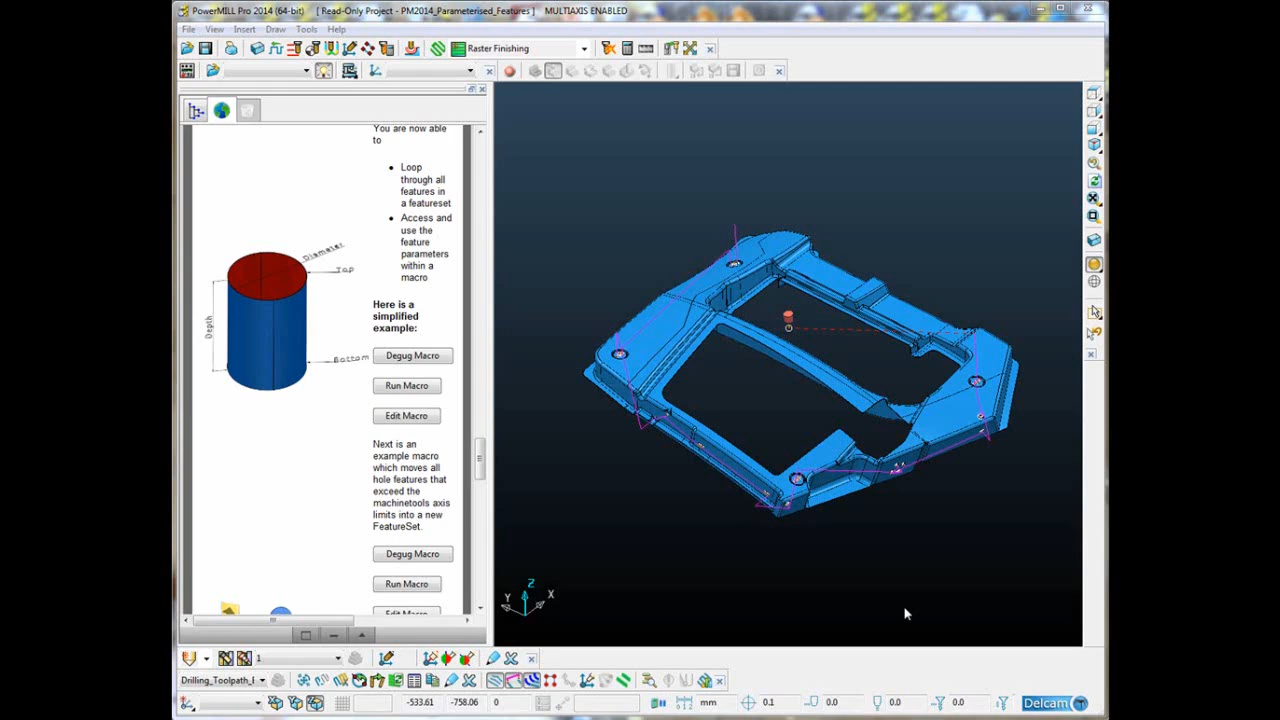 PowerMILL Pro 2014 (64-bit) [ Read-Only Project - PM2014_Parameterised_Features ] MULTIAXIS ENABLED
File View Insert Draw Tools Help
Raster Finishing
You are now able
to
Loop
through all
features in
a featureset
Access and
use the
feature
parameters
within a
macro
Diameter
Top
Depth
Bottom
Here is a
simplified
example:
Degug Macro
Run Macro
Edit Macro
Next is an
example macro
which moves all
hole features that
exceed the
machinetools axis
limits into a new
FeatureSet.
Degug Macro
Run Macro
Edit Macro
Z
Y X
1
Drilling_Toolpath_I
-533.61 -758.06 0 mm 0.1 0.0 0.0 0.0 Delcam